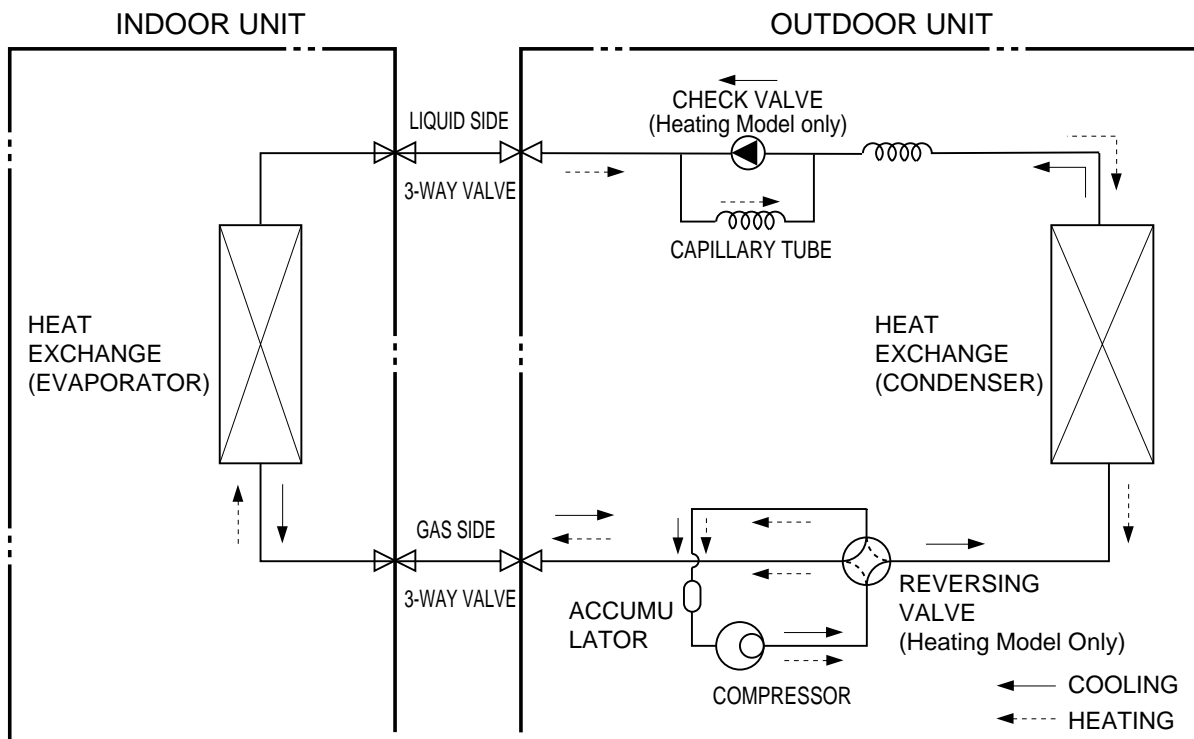 INDOOR UNIT
OUTDOOR UNIT
LIQUID SIDE
3-WAY VALVE
CHECK VALVE
(Heating Model only)
CAPILLARY TUBE
HEAT
EXCHANGE
(EVAPORATOR)
HEAT
EXCHANGE
(CONDENSER)
GAS SIDE
3-WAY VALVE
ACCUMU
LATOR
COMPRESSOR
REVERSING
VALVE
(Heating Model Only)
COOLING
HEATING